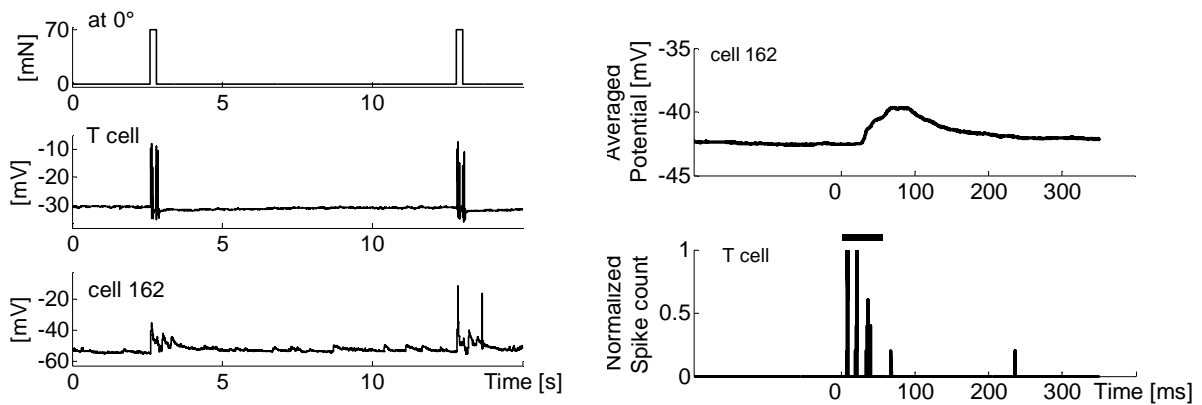 at 0°
[mN]
70
0
0 5 10
T cell
[mV]
-10
-20
-30
0 5 10
cell 162
[mV]
-20
-40
-60
0 5 10 Time [s]
cell 162
Averaged
Potential [mV]
-35
-40
-45
0 100 200 300
T cell
Normalized
Spike count
1
0.5
0
0 100 200 300 Time [ms]